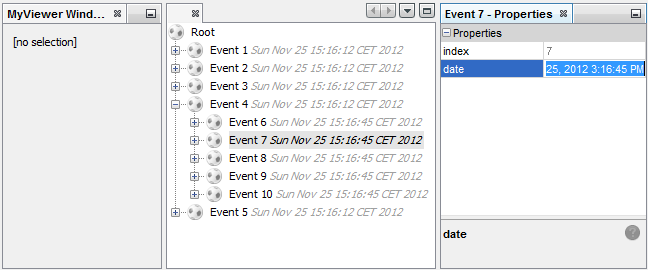 MyViewer Wind...
[no selection]
Root
Event 1 Sun Nov 25 15:16:12 CET 2012
Event 2 Sun Nov 25 15:16:12 CET 2012
Event 3 Sun Nov 25 15:16:12 CET 2012
Event 4 Sun Nov 25 15:16:12 CET 2012
Event 6 Sun Nov 25 15:16:45 CET 2012
Event 7 Sun Nov 25 15:16:45 CET 2012
Event 8 Sun Nov 25 15:16:45 CET 2012
Event 9 Sun Nov 25 15:16:45 CET 2012
Event 10 Sun Nov 25 15:16:45 CET 2012
Event 5 Sun Nov 25 15:16:12 CET 2012
Event 7 - Properties
Properties
index 7
date 25, 2012 3:16:45 PM
date
?